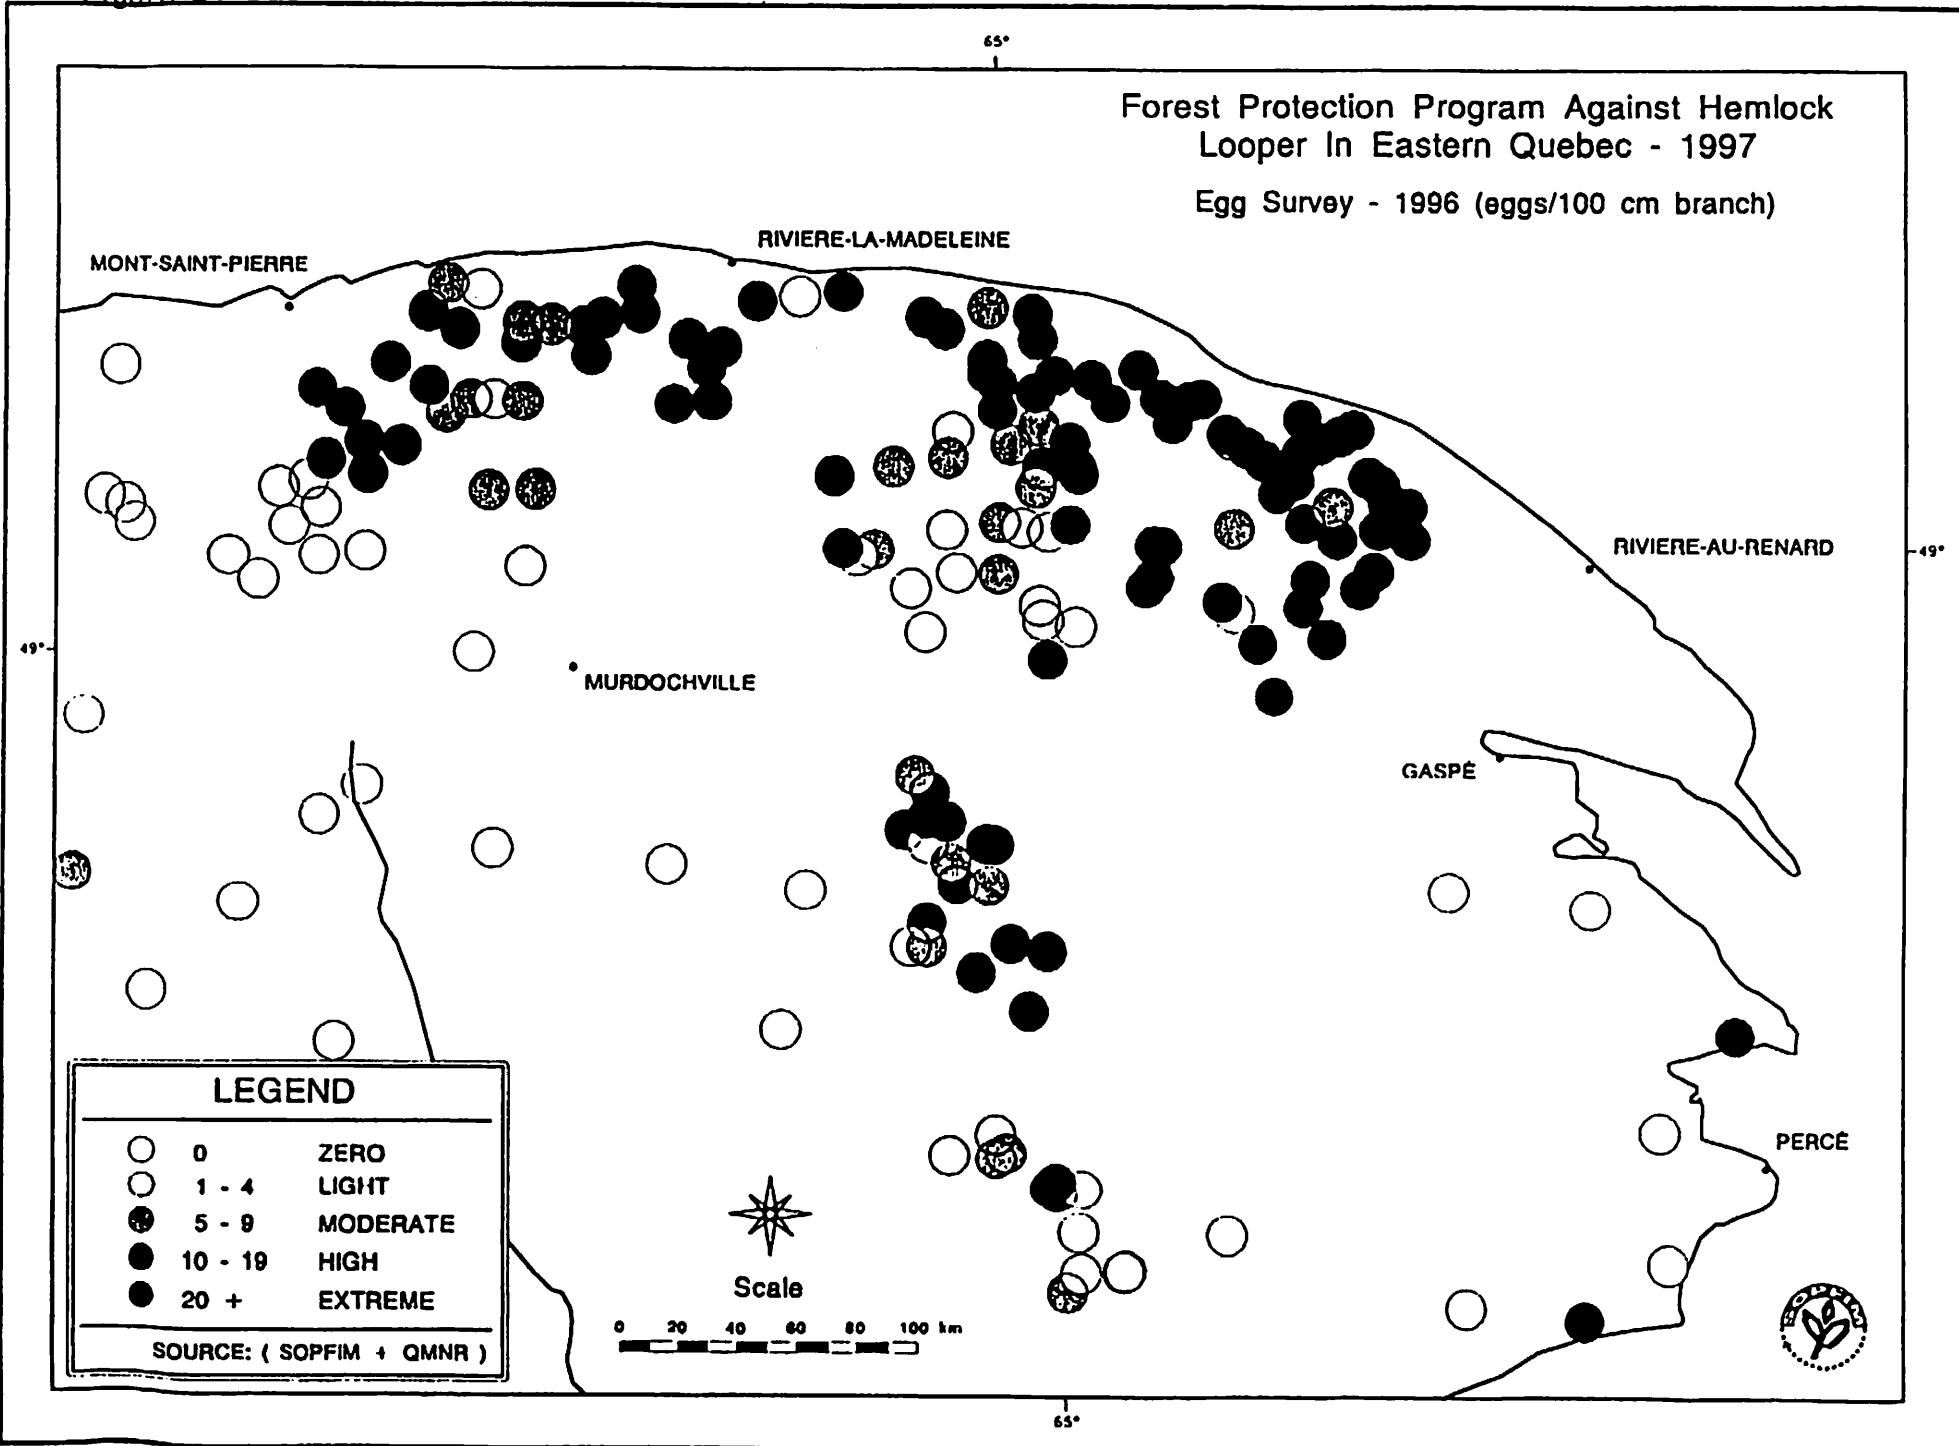 65°
Forest Protection Program Against Hemlock
Looper In Eastern Quebec - 1997
Egg Survey - 1996 (eggs/100 cm branch)
RIVIERE-LA-MADELEINE
MONT-SAINT-PIERRE
RIVIERE-AU-RENARD
49°
49°
MURDOCHVILLE
GASPÉ
LEGEND
0 ZERO
1 - 4 LIGHT
5 - 9 MODERATE
10 - 19 HIGH
20 + EXTREME
SOURCE: ( SOPFIM + QMNR )
PERCÉ
Scale
0 20 40 60 80 100 km
SOPFIM
65°